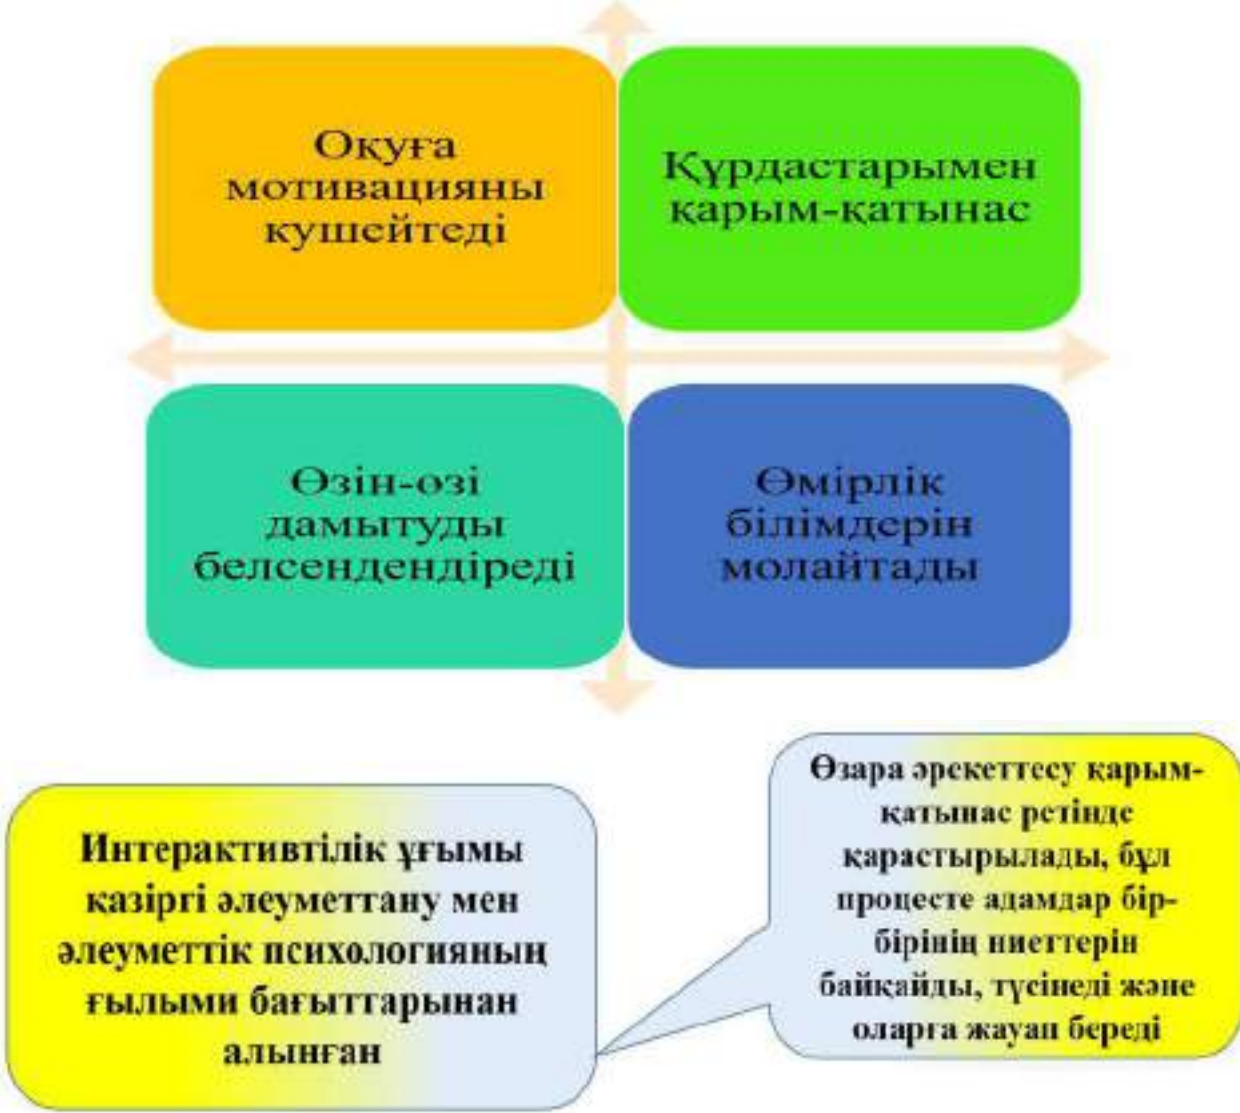 Оқуға
мотивацияны
кушейтеді
Құрдастарымен
қарым-қатынас
Өзін-озі
дамытуды
белсендендіреді
Өмірлік
білімдерін
молайтады
Интерактивтілік ұғымы
қазіргі әлеуметтану мен
әлеуметтік психологияның
ғылыми бағыттарынан
алынған
Өзара әрекеттесу қарым-
қатынас ретінде
қарастырылады, бұл
процесте адамдар бір-
бірінің ниеттерін
байқайды, түсінеді және
оларға жауап береді